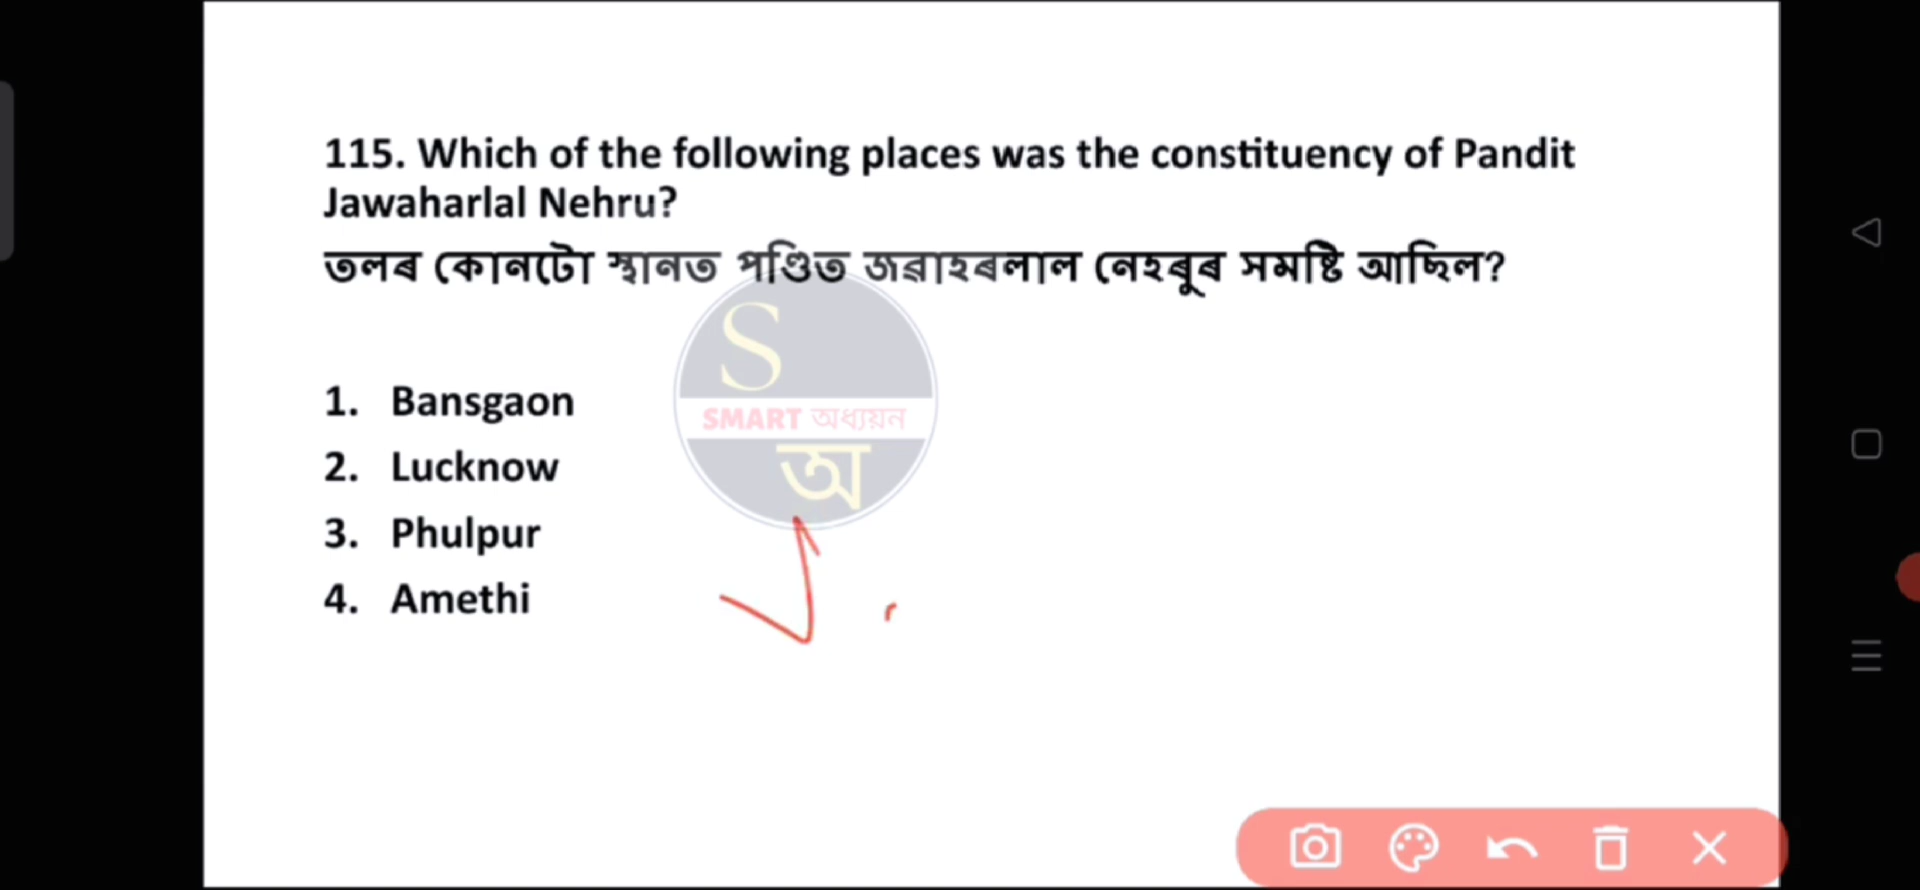 115. Which of the following places was the constituency of Pandit
Jawaharlal Nehru?
তলৰ কোনটো স্থানত পণ্ডিত জৱাহৰলাল নেহৰুৰ সমষ্টি আছিল?
S
SMART অধ্যয়ন
অ
1. Bansgaon
2. Lucknow
3. Phulpur
4. Amethi